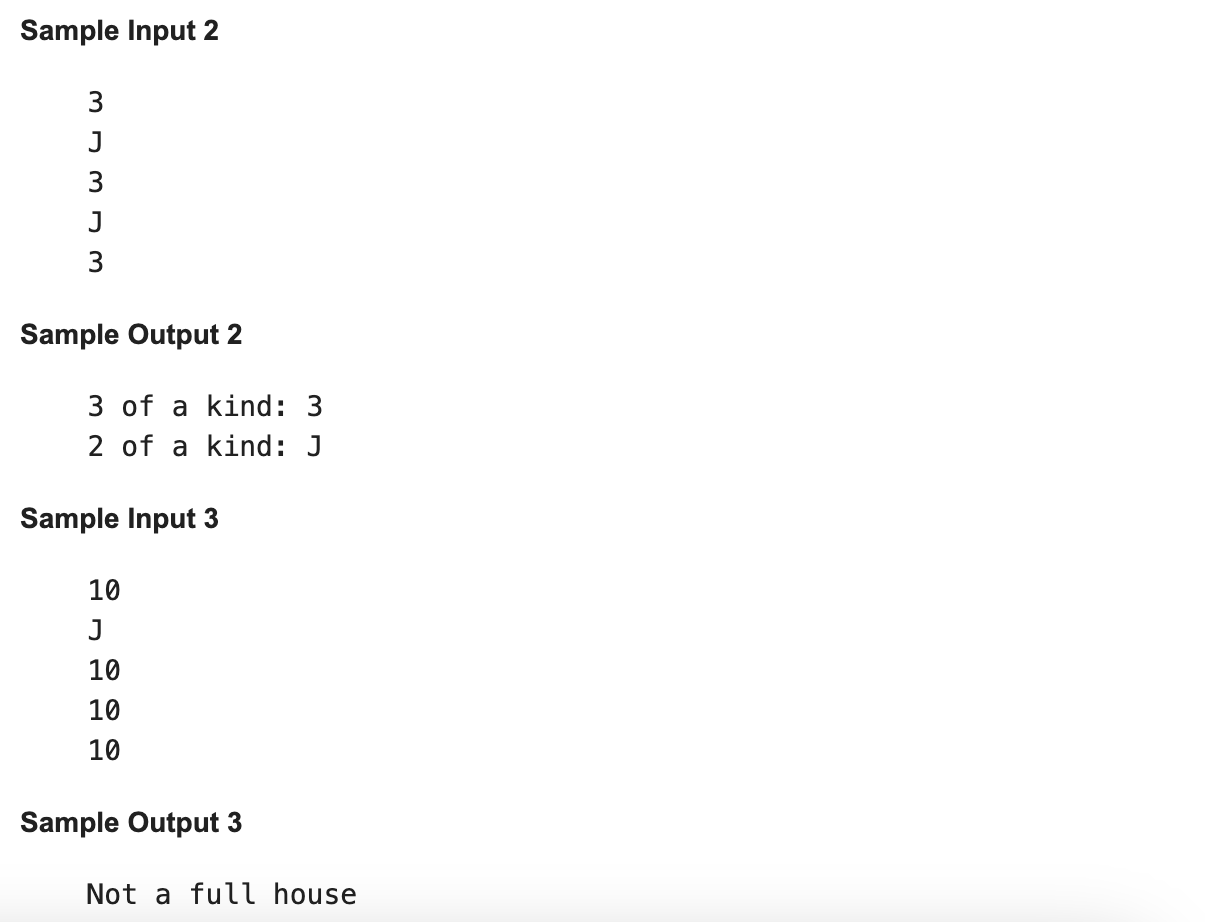 Sample Input 2
3
J
3
J
3
Sample Output 2
3 of a kind: 3
2 of a kind: J
Sample Input 3
10
J
10
10
10
Sample Output 3
Not a full house